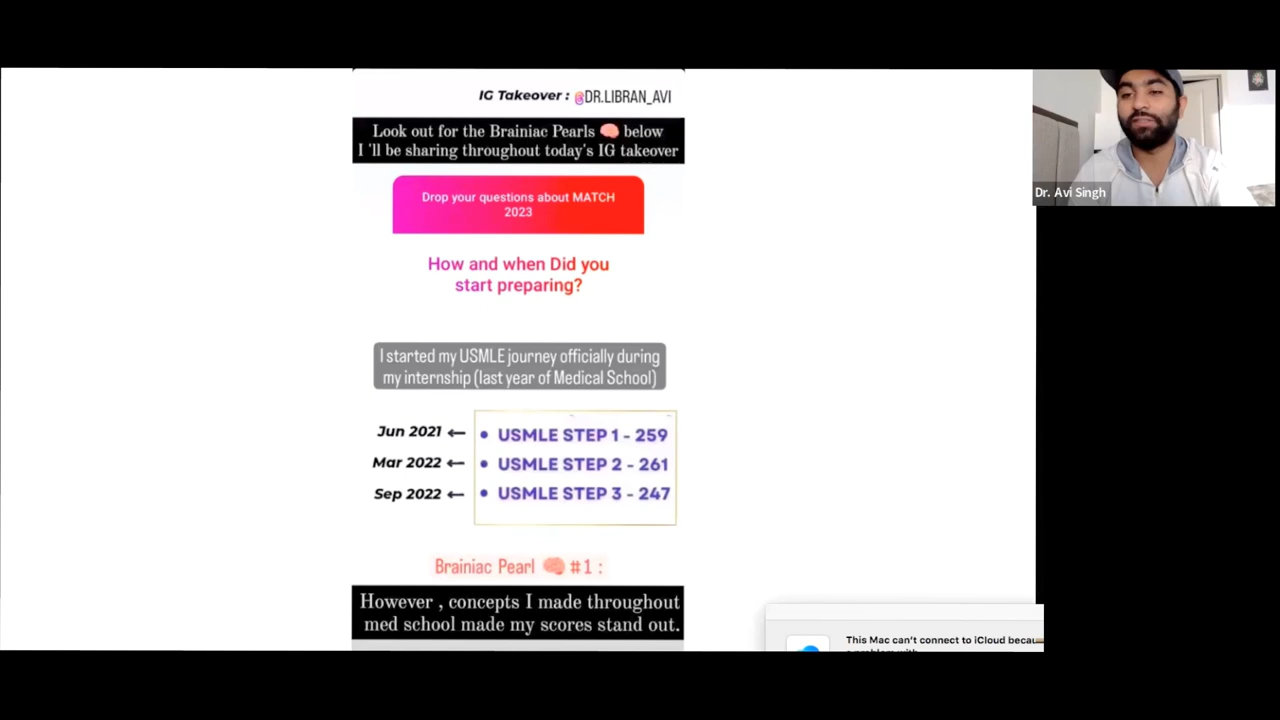 IG Takeover : @DR.LIBRAN_AVI
Look out for the Brainiac Pearls 🧠 below
I 'll be sharing throughout today's IG takeover
Drop your questions about MATCH
2023
How and when Did you
start preparing?
I started my USMLE journey officially during
my internship (last year of Medical School)
Jun 2021 ← • USMLE STEP 1 - 259
Mar 2022 ← • USMLE STEP 2 - 261
Sep 2022 ← • USMLE STEP 3 - 247
Brainiac Pearl 🧠 #1 :
However , concepts I made throughout
med school made my scores stand out.
Dr. Avi Singh
This Mac can't connect to iCloud becau
a problem with